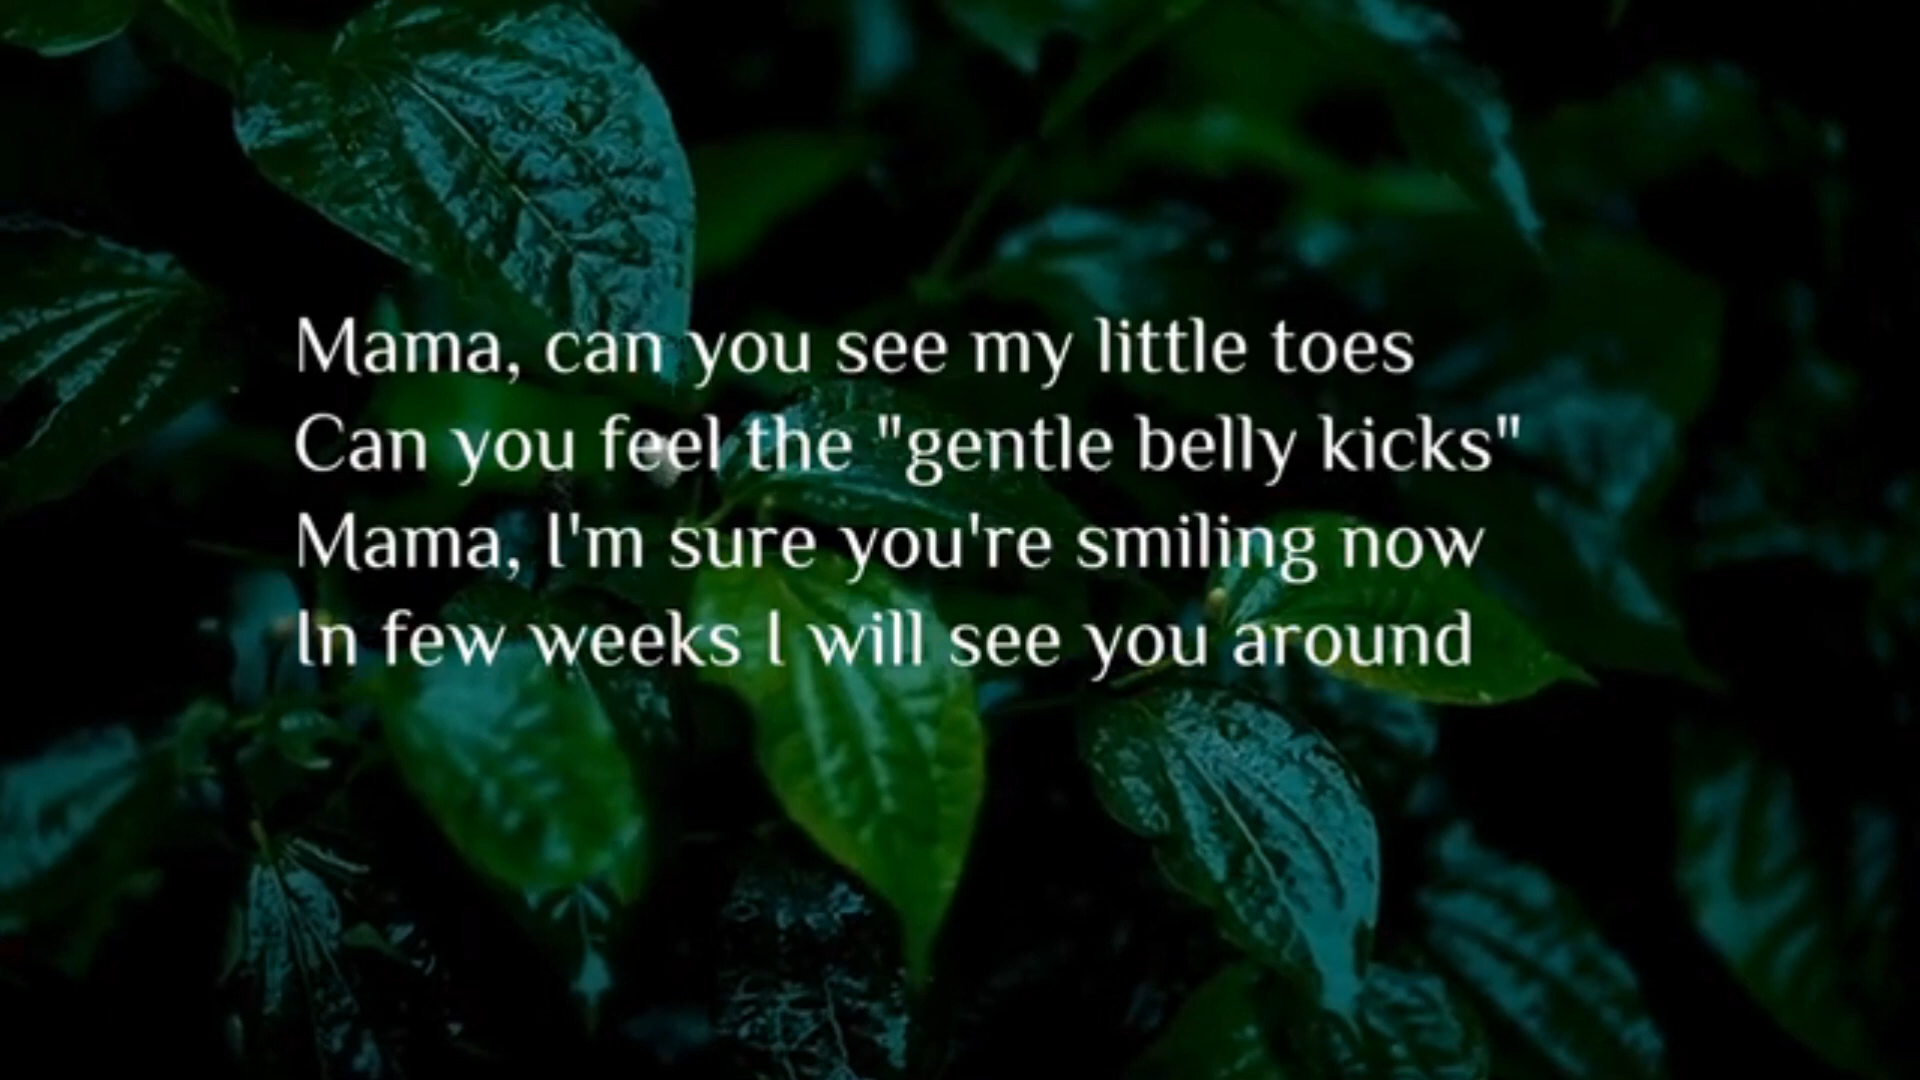 Mama, can you see my little toes
Can you feel the "gentle belly kicks"
Mama, I'm sure you're smiling now
In few weeks I will see you around